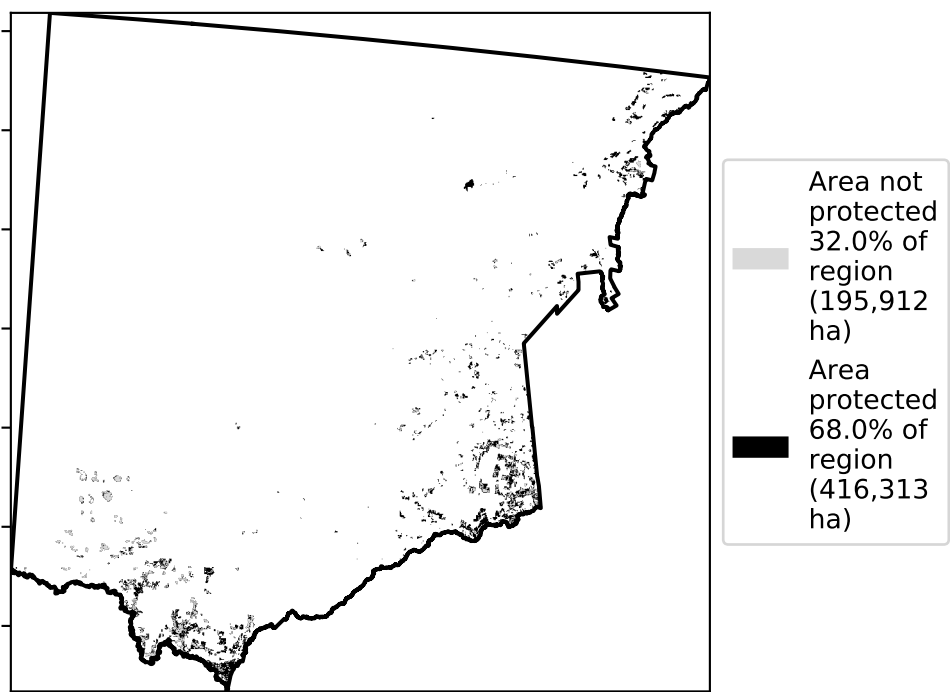 Area not
protected
32.0% of
region
(195,912
ha)
Area
protected
68.0% of
region
(416,313
ha)